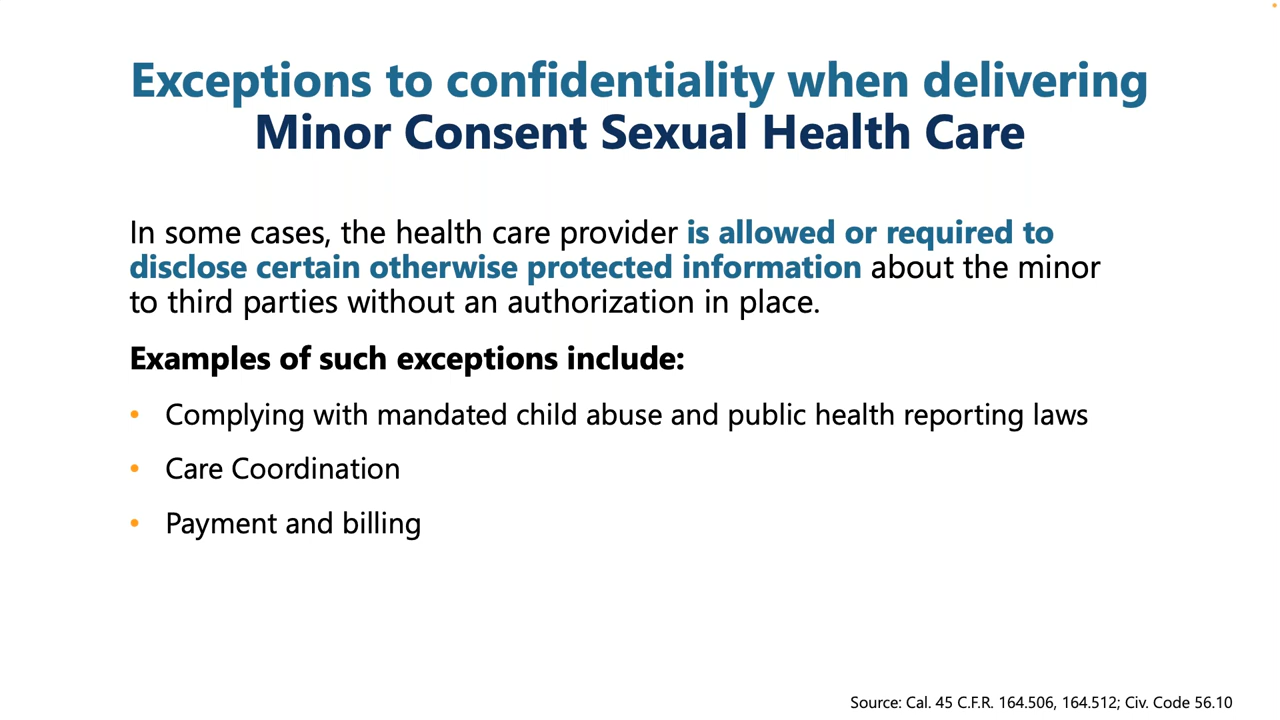 Exceptions to confidentiality when delivering
Minor Consent Sexual Health Care
In some cases, the health care provider is allowed or required to
disclose certain otherwise protected information about the minor
to third parties without an authorization in place.
Examples of such exceptions include:
• Complying with mandated child abuse and public health reporting laws
• Care Coordination
• Payment and billing
Source: Cal. 45 C.F.R. 164.506, 164.512; Civ. Code 56.10